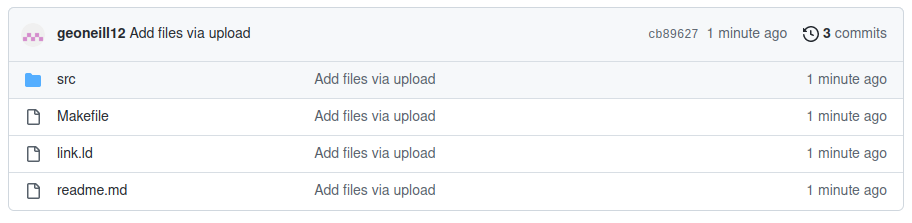 geoneill12 Add files via upload cb89627 1 minute ago 3 commits
src Add files via upload 1 minute ago
Makefile Add files via upload 1 minute ago
link.ld Add files via upload 1 minute ago
readme.md Add files via upload 1 minute ago